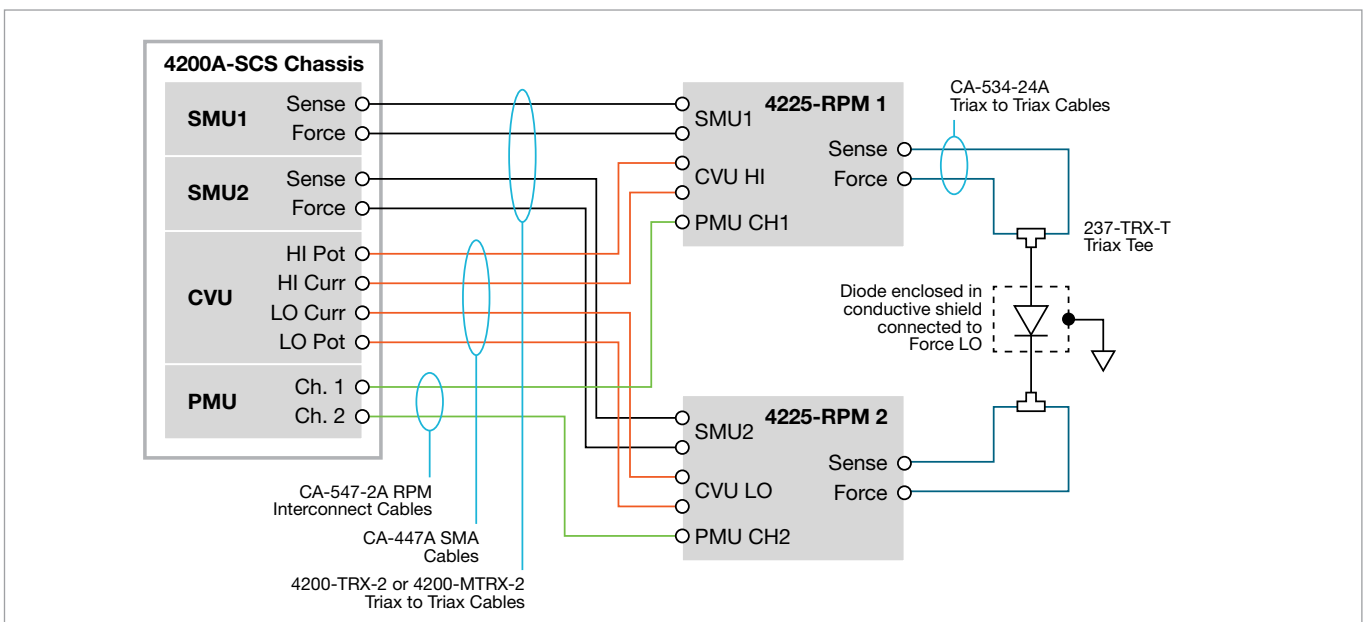 4200A-SCS Chassis
SMU1
Sense
Force
SMU2
Sense
Force
CVU
HI Pot
HI Curr
LO Curr
LO Pot
PMU
Ch. 1
Ch. 2
4225-RPM 1
SMU1
CVU HI
PMU CH1
Sense
Force
CA-534-24A
Triax to Triax Cables
237-TRX-T
Triax Tee
Diode enclosed in
conductive shield
connected to
Force LO
4225-RPM 2
SMU2
CVU LO
PMU CH2
Sense
Force
CA-547-2A RPM
Interconnect Cables
CA-447A SMA
Cables
4200-TRX-2 or 4200-MTRX-2
Triax to Triax Cables